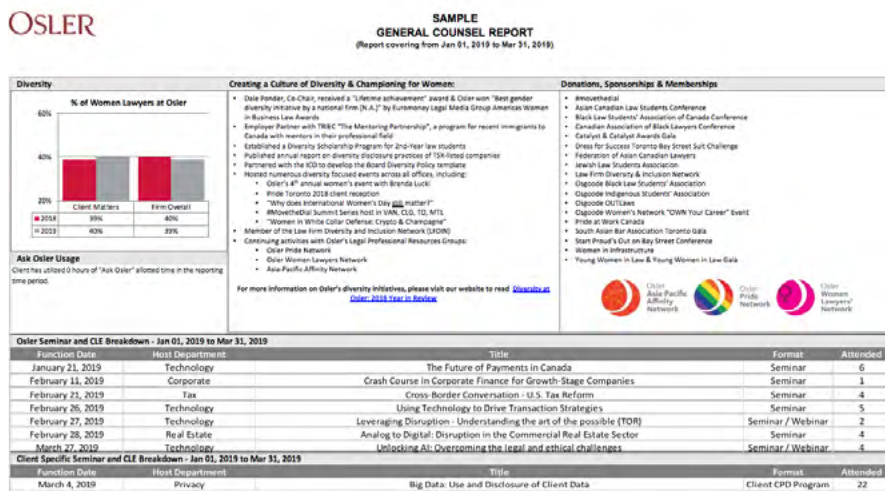 OSLER
SAMPLE
GENERAL COUNSEL REPORT
(Report covering from Jan 01, 2019 to Mar 31, 2019)
Diversity
% of Women Lawyers at Osler
60%
40%
20%
Client Matters Firm Overall
2018 39% 40%
2019 40% 39%
Ask Osler Usage
Client has utilized 0 hours of "Ask Osler" allotted time in the reporting
time period.
Creating a Culture of Diversity & Championing for Women:
• Dale Ponder, Co-Chair, received a "Lifetime achievement" award & Osler won "Best gender
diversity initiative by a national firm [N.A.]" by Euromoney Legal Media Group Americas Women
in Business Law Awards
• Employer Partner with TRIEC "The Mentoring Partnership", a program for recent immigrants to
Canada with mentors in their professional field
• Established a Diversity Scholarship Program for 2nd-Year law students
• Published annual report on diversity disclosure practices of TSX-listed companies
• Partnered with the ICD to develop the Board Diversity Policy template
• Hosted numerous diversity focused events across all offices, including:
• Osler's 4th annual women's event with Brenda Lucki
• Pride Toronto 2018 client reception
• "Why does International Women's Day still matter?"
• #MoveTheDial Summit Series host in VAN, CLG, TO, MTL
• "Women in White Collar Defense: Crypto & Champagne"
• Member of the Law Firm Diversity and Inclusion Network (LFDIN)
• Continuing activities with Osler's Legal Professional Resources Groups:
• Osler Pride Network
• Osler Women Lawyers Network
• Asia-Pacific Affinity Network
For more information on Osler's diversity initiatives, please visit our website to read Diversity at
Osler: 2018 Year in Review
Donations, Sponsorships & Memberships
• #movethedial
• Asian Canadian Law Students Conference
• Black Law Students' Association of Canada Conference
• Canadian Association of Black Lawyers Conference
• Catalyst & Catalyst Awards Gala
• Dress for Success Toronto Bay Street Suit Challenge
• Federation of Asian Canadian Lawyers
• Jewish Law Students Association
• Law Firm Diversity & Inclusion Network
• Osgoode Black Law Students' Association
• Osgoode Indigenous Students' Association
• Osgoode OUTLaws
• Osgoode Women's Network "OWN Your Career" Event
• Pride at Work Canada
• South Asian Bar Association Toronto Gala
• Start Proud's Out on Bay Street Conference
• Women in Infrastructure
• Young Women in Law & Young Women in Law Gala
Osler
Asia-Pacific
Affinity
Network
Osler
Pride
Network
Osler
Women
Lawyers'
Network
Osler Seminar and CLE Breakdown - Jan 01, 2019 to Mar 31, 2019
Function Date Host Department Title Format Attended
January 21, 2019 Technology The Future of Payments in Canada Seminar 6
February 11, 2019 Corporate Crash Course in Corporate Finance for Growth-Stage Companies Seminar 1
February 21, 2019 Tax Cross-Border Conversation - U.S. Tax Reform Seminar 4
February 26, 2019 Technology Using Technology to Drive Transaction Strategies Seminar 5
February 27, 2019 Technology Leveraging Disruption - Understanding the art of the possible (TOR) Seminar / Webinar 2
February 28, 2019 Real Estate Analog to Digital: Disruption in the Commercial Real Estate Sector Seminar 4
March 27, 2019 Technology Unlocking AI: Overcoming the legal and ethical challenges Seminar / Webinar 4
Client Specific Seminar and CLE Breakdown - Jan 01, 2019 to Mar 31, 2019
Function Date Host Department Title Format Attended
March 4, 2019 Privacy Big Data: Use and Disclosure of Client Data Client CPD Program 22